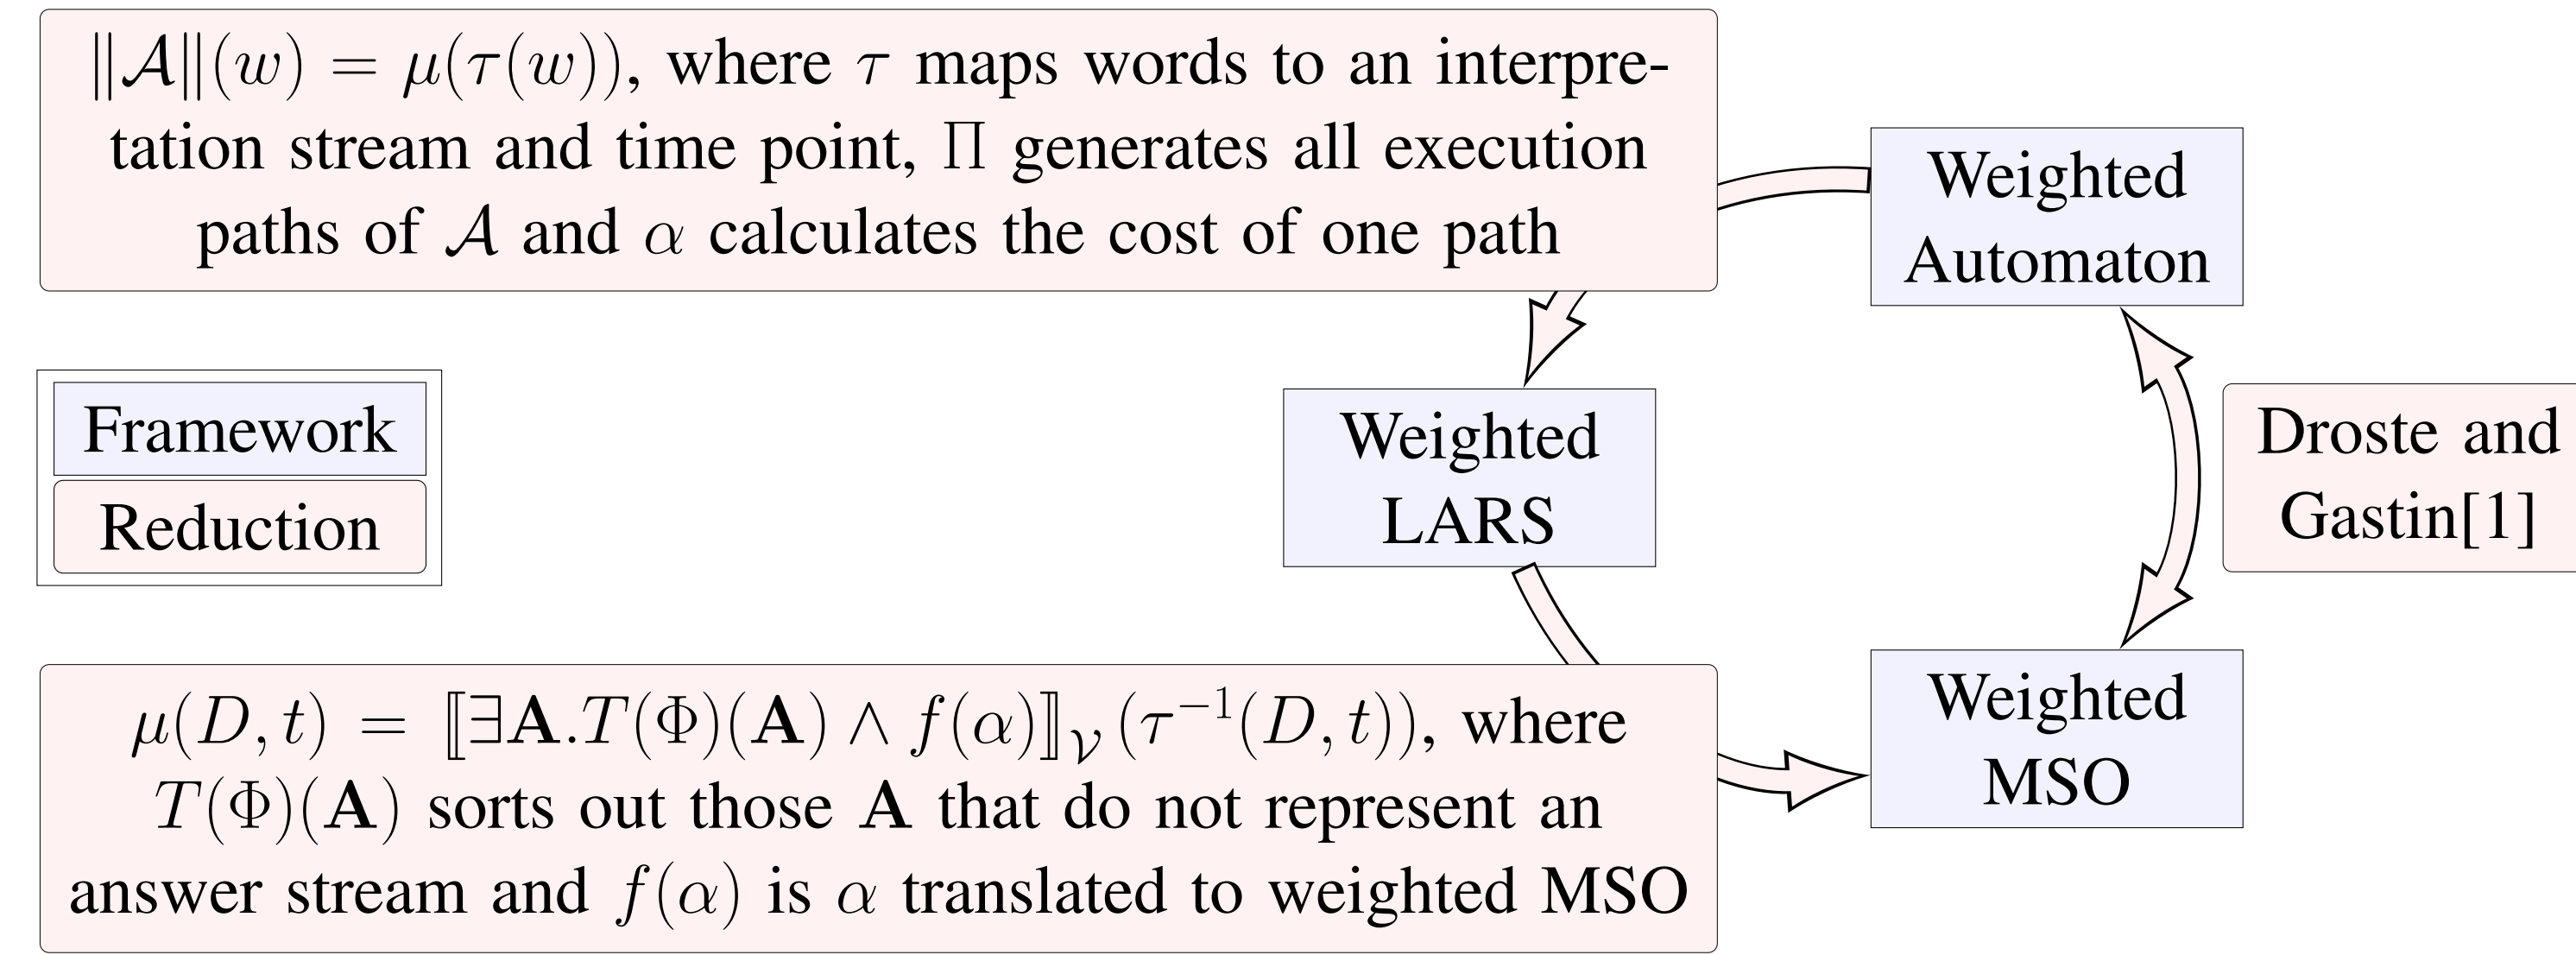 ‖𝒜‖(w) = μ(τ(w)), where τ maps words to an interpre-
tation stream and time point, Π generates all execution
paths of 𝒜 and α calculates the cost of one path
Weighted
Automaton
Framework
Reduction
Weighted
LARS
Droste and
Gastin[1]
μ(D, t) = ⟦∃𝐀.T(Φ)(𝐀) ∧ f(α)⟧_𝒱 (τ⁻¹(D, t)), where
T(Φ)(𝐀) sorts out those 𝐀 that do not represent an
answer stream and f(α) is α translated to weighted MSO
Weighted
MSO